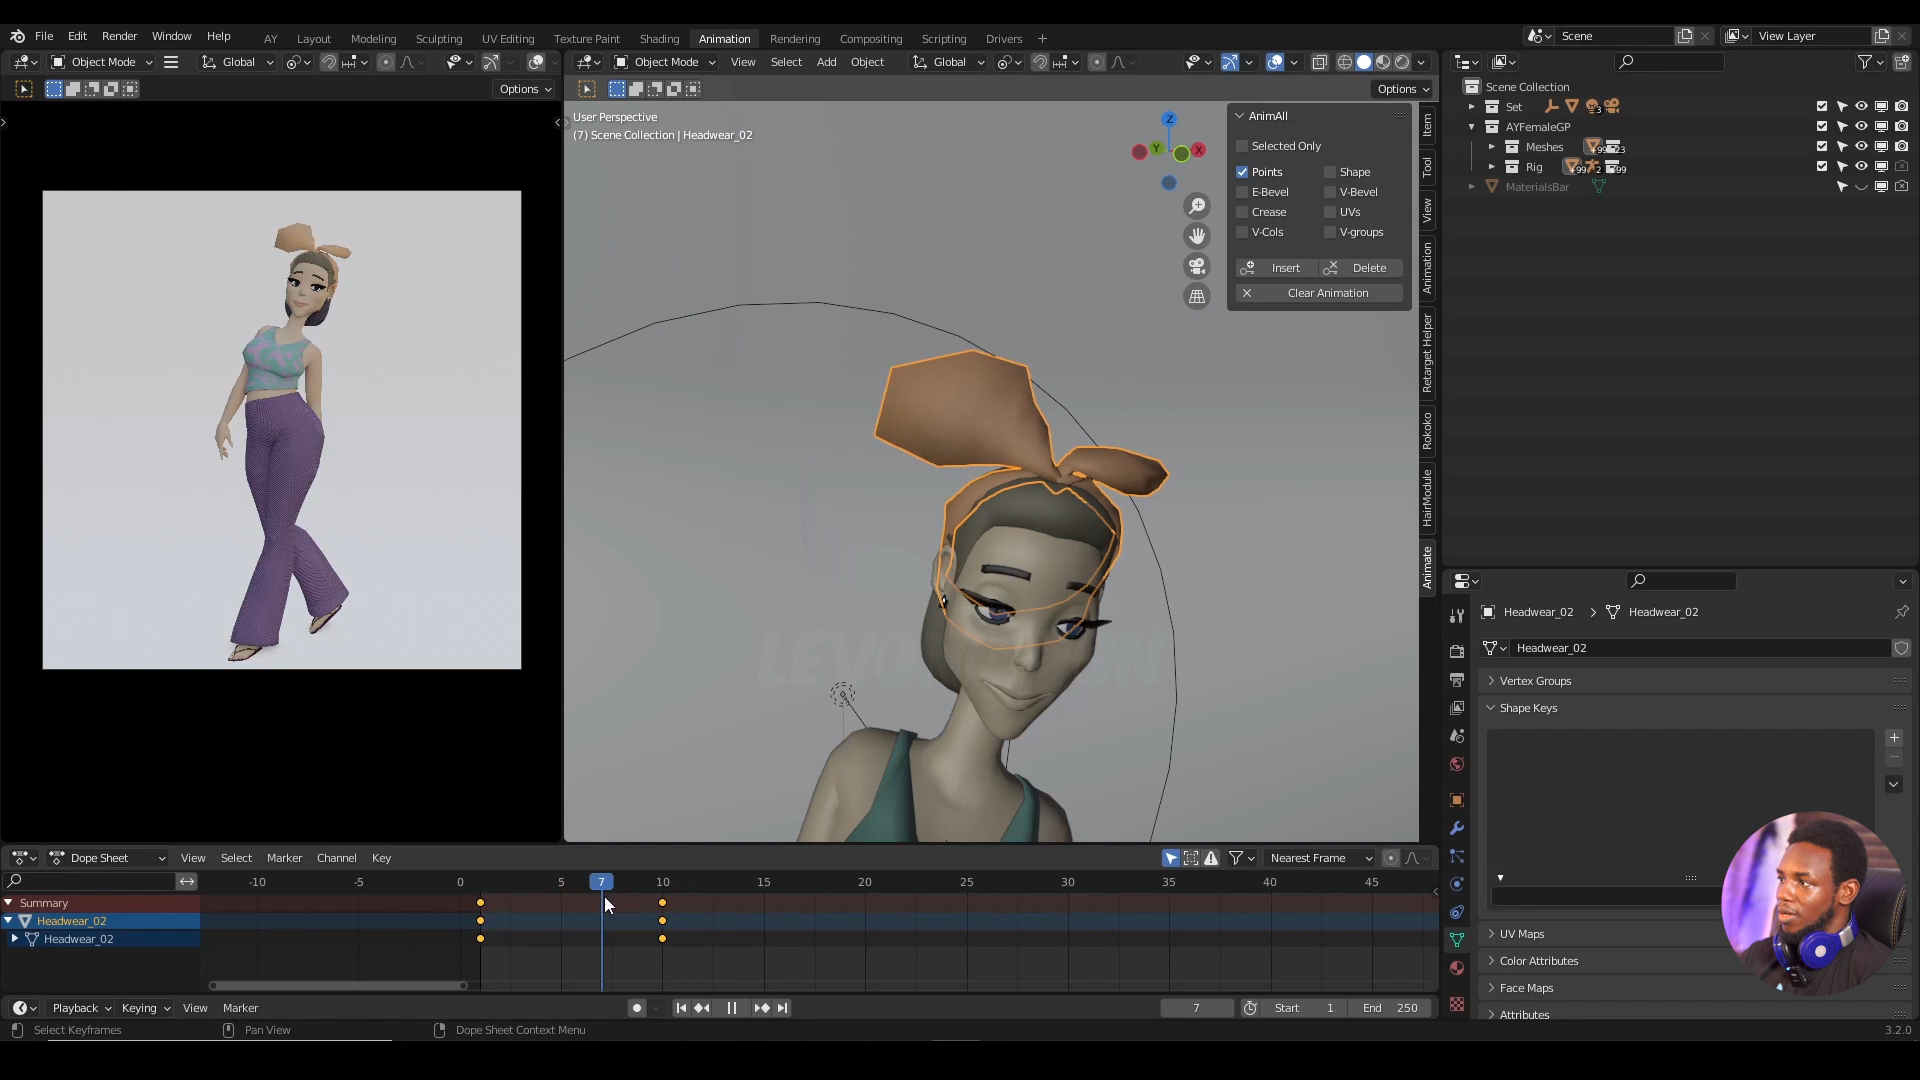 File Edit Render Window Help AY Layout Modeling Sculpting UV Editing Texture Paint Shading Animation Rendering Compositing Scripting Drivers
Scene View Layer
Object Mode Global
Object Mode View Select Add Object Global
Options
Options
User Perspective
(7) Scene Collection | Headwear_02
Z
Y X
AnimAll
Selected Only
Points Shape
E-Bevel V-Bevel
Crease UVs
V-Cols V-groups
Insert Delete
Clear Animation
Item
Tool
View
Animation
Retarget Helper
Rokoko
HairModule
Animate
Scene Collection
Set 3
AYFemaleGP
Meshes +99 23
Rig +99 2 99
MaterialsBar
Headwear_02 Headwear_02
Headwear_02
Vertex Groups
Shape Keys
UV Maps
Color Attributes
Face Maps
Attributes
Dope Sheet View Select Marker Channel Key Nearest Frame
-10 -5 0 5 7 10 15 20 25 30 35 40 45
Summary
Headwear_02
Headwear_02
Playback Keying View Marker 7 Start 1 End 250
Select Keyframes Pan View Dope Sheet Context Menu 3.2.0